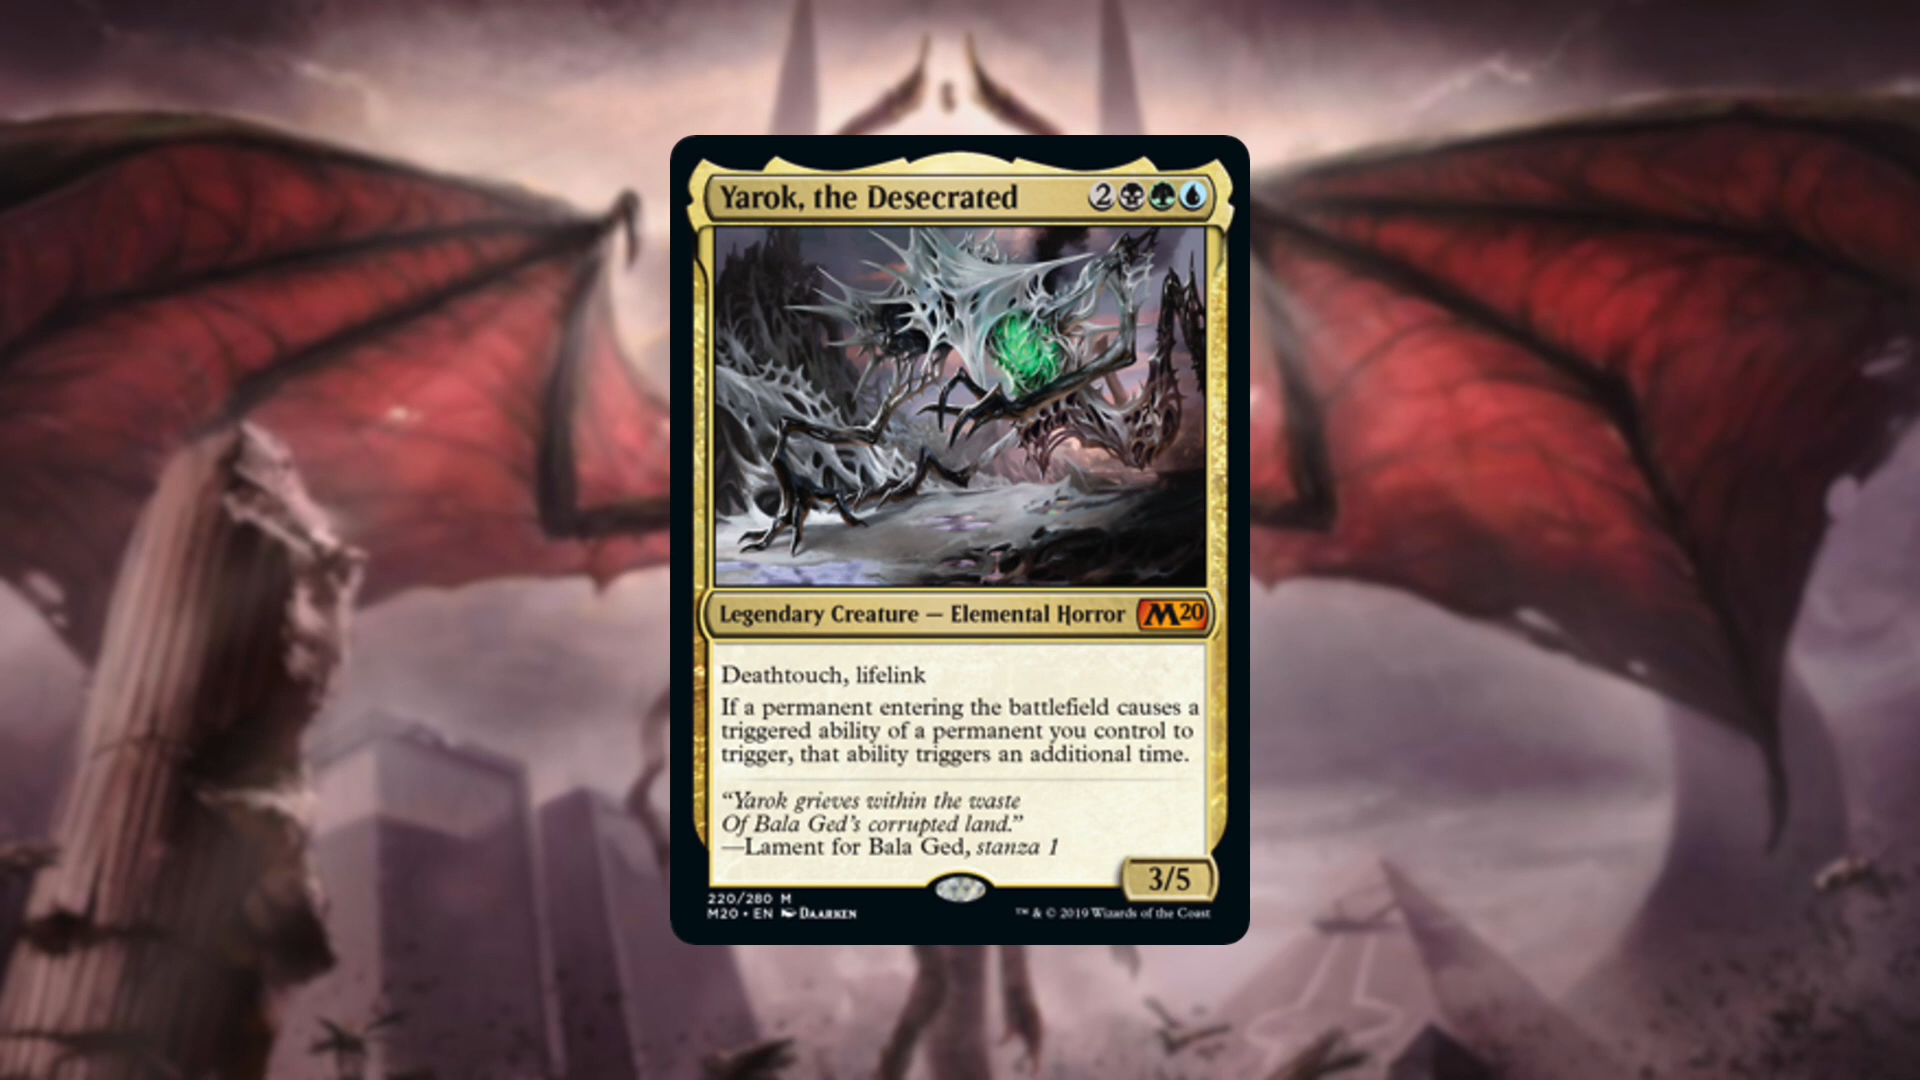 Yarok, the Desecrated 2
Legendary Creature — Elemental Horror M20
Deathtouch, lifelink
If a permanent entering the battlefield causes a
triggered ability of a permanent you control to
trigger, that ability triggers an additional time.
“Yarok grieves within the waste
Of Bala Ged’s corrupted land.”
—Lament for Bala Ged, stanza 1
3/5
220/280 M
M20 • EN DAARKEN
™ & © 2019 Wizards of the Coast